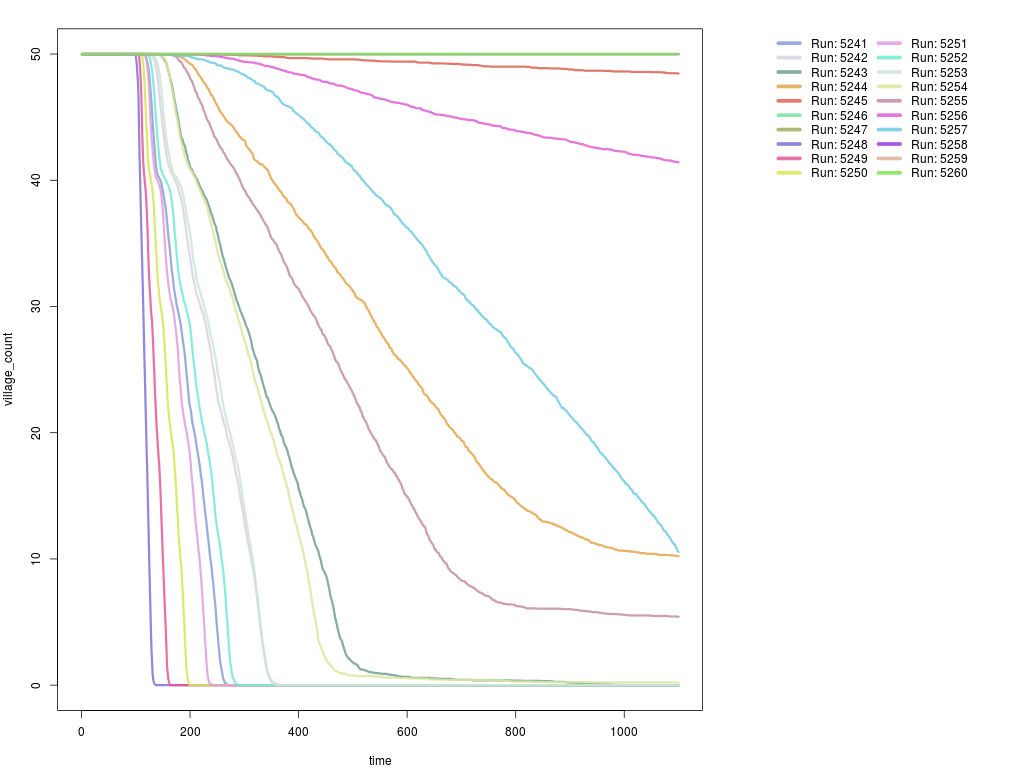 50
40
30
20
10
0
village_count
0 200 400 600 800 1000
time
Run: 5241 Run: 5251
Run: 5242 Run: 5252
Run: 5243 Run: 5253
Run: 5244 Run: 5254
Run: 5245 Run: 5255
Run: 5246 Run: 5256
Run: 5247 Run: 5257
Run: 5248 Run: 5258
Run: 5249 Run: 5259
Run: 5250 Run: 5260